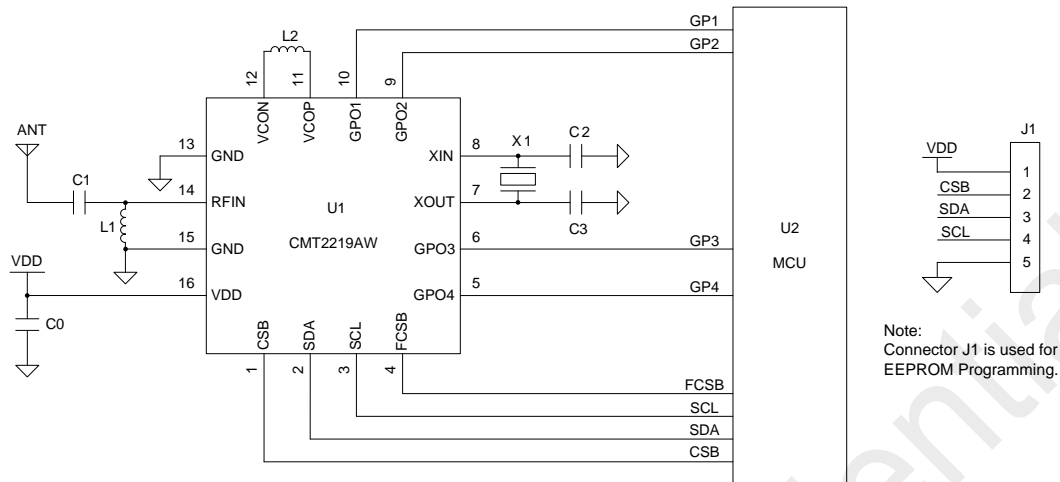 GP1
GP2
L2
12
11
10
9
VCON
VCOP
GPO1
GPO2
ANT
13
GND
XIN
8
X1
C2
C1
14
RFIN
XOUT
7
L1
U1
C3
15
GND
CMT2219AW
GPO3
6
GP3
VDD
16
VDD
GPO4
5
GP4
C0
CSB
SDA
SCL
FCSB
1
2
3
4
FCSB
SCL
SDA
CSB
U2
MCU
J1
VDD
1
CSB
2
SDA
3
SCL
4
5
Note:
Connector J1 is used for
EEPROM Programming.